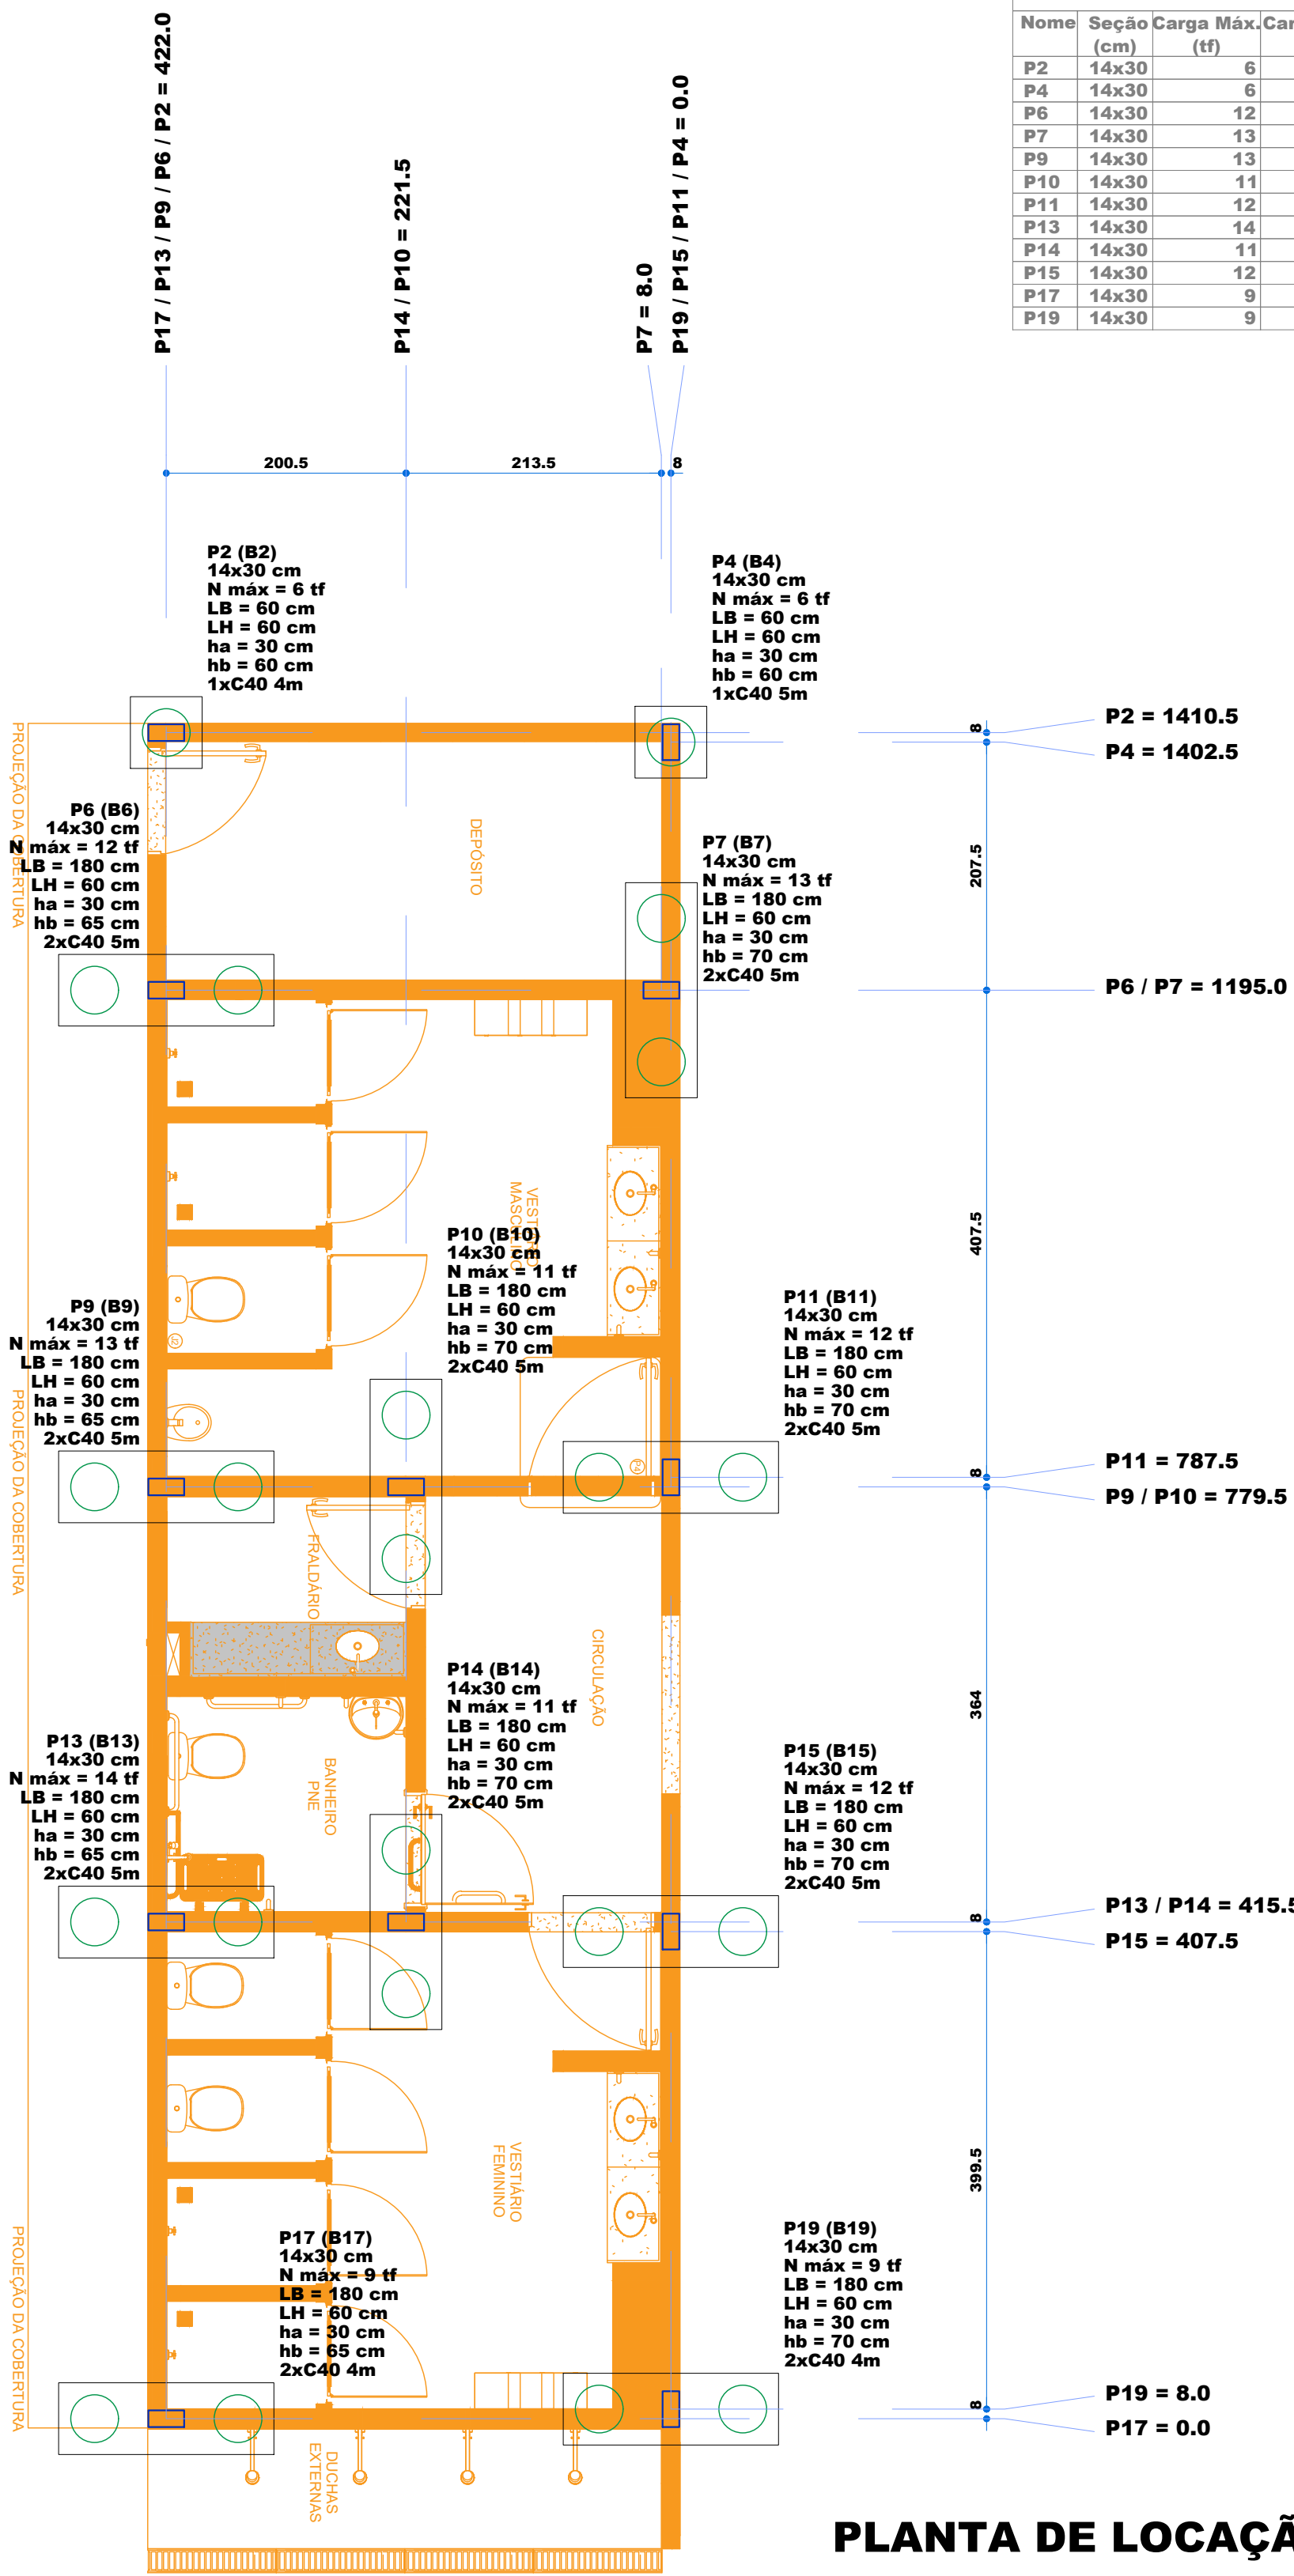 Nome Seção Carga Máx.
(cm) (tf)
P2 14x30 6
P4 14x30 6
P6 14x30 12
P7 14x30 13
P9 14x30 13
P10 14x30 11
P11 14x30 12
P13 14x30 14
P14 14x30 11
P15 14x30 12
P17 14x30 9
P19 14x30 9
P17 / P13 / P9 / P6 / P2 = 422.0
P14 / P10 = 221.5
P7 = 8.0
P19 / P15 / P11 / P4 = 0.0
200.5
213.5
8
P2 (B2)
14x30 cm
N máx = 6 tf
LB = 60 cm
LH = 60 cm
ha = 30 cm
hb = 60 cm
1xC40 4m
P4 (B4)
14x30 cm
N máx = 6 tf
LB = 60 cm
LH = 60 cm
ha = 30 cm
hb = 60 cm
1xC40 5m
P2 = 1410.5
8
P4 = 1402.5
PROJEÇÃO DA COBERTURA
P6 (B6)
14x30 cm
N máx = 12 tf
LB = 180 cm
LH = 60 cm
ha = 30 cm
hb = 65 cm
2xC40 5m
DEPÓSITO
P7 (B7)
14x30 cm
N máx = 13 tf
LB = 180 cm
LH = 60 cm
ha = 30 cm
hb = 70 cm
2xC40 5m
207.5
P6 / P7 = 1195.0
VESTIÁRIO
MASCULINO
407.5
P10 (B10)
14x30 cm
N máx = 11 tf
LB = 180 cm
LH = 60 cm
ha = 30 cm
hb = 70 cm
2xC40 5m
P9 (B9)
14x30 cm
N máx = 13 tf
LB = 180 cm
LH = 60 cm
ha = 30 cm
hb = 65 cm
2xC40 5m
P11 (B11)
14x30 cm
N máx = 12 tf
LB = 180 cm
LH = 60 cm
ha = 30 cm
hb = 70 cm
2xC40 5m
PROJEÇÃO DA COBERTURA
P11 = 787.5
8
P9 / P10 = 779.5
FRALDÁRIO
CIRCULAÇÃO
364
P14 (B14)
14x30 cm
N máx = 11 tf
LB = 180 cm
LH = 60 cm
ha = 30 cm
hb = 70 cm
2xC40 5m
P13 (B13)
14x30 cm
N máx = 14 tf
LB = 180 cm
LH = 60 cm
ha = 30 cm
hb = 65 cm
2xC40 5m
BANHEIRO
PNE
P15 (B15)
14x30 cm
N máx = 12 tf
LB = 180 cm
LH = 60 cm
ha = 30 cm
hb = 70 cm
2xC40 5m
P13 / P14 = 415.5
8
P15 = 407.5
VESTIÁRIO
FEMININO
399.5
P17 (B17)
14x30 cm
N máx = 9 tf
LB = 180 cm
LH = 60 cm
ha = 30 cm
hb = 65 cm
2xC40 4m
P19 (B19)
14x30 cm
N máx = 9 tf
LB = 180 cm
LH = 60 cm
ha = 30 cm
hb = 70 cm
2xC40 4m
PROJEÇÃO DA COBERTURA
P19 = 8.0
8
P17 = 0.0
DUCHAS
EXTERNAS
PLANTA DE LOCAÇÃ